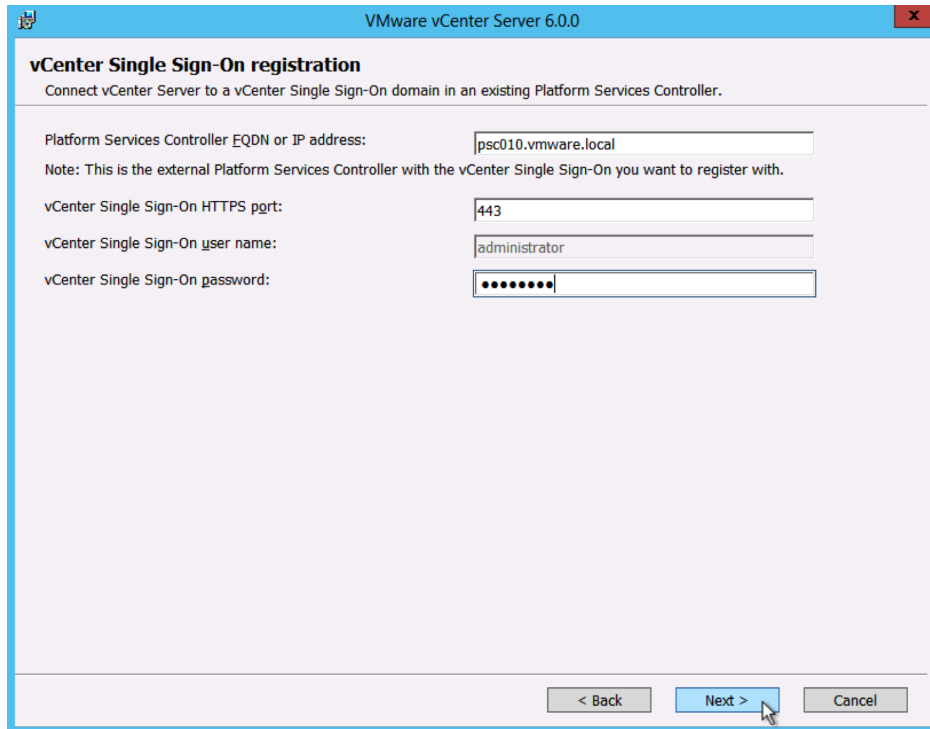 VMware vCenter Server 6.0.0
x
vCenter Single Sign-On registration
Connect vCenter Server to a vCenter Single Sign-On domain in an existing Platform Services Controller.
Platform Services Controller FQDN or IP address: psc010.vmware.local
Note: This is the external Platform Services Controller with the vCenter Single Sign-On you want to register with.
vCenter Single Sign-On HTTPS port: 443
vCenter Single Sign-On user name: administrator
vCenter Single Sign-On password: ●●●●●●●●
< Back Next > Cancel